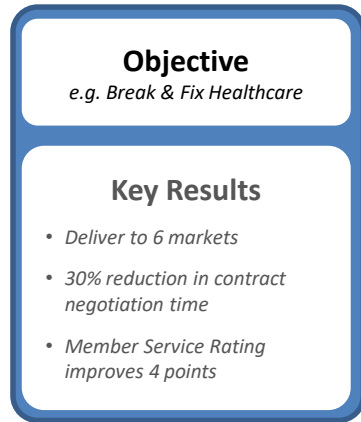 Objective
e.g. Break & Fix Healthcare
Key Results
• Deliver to 6 markets
• 30% reduction in contract
negotiation time
• Member Service Rating
improves 4 points